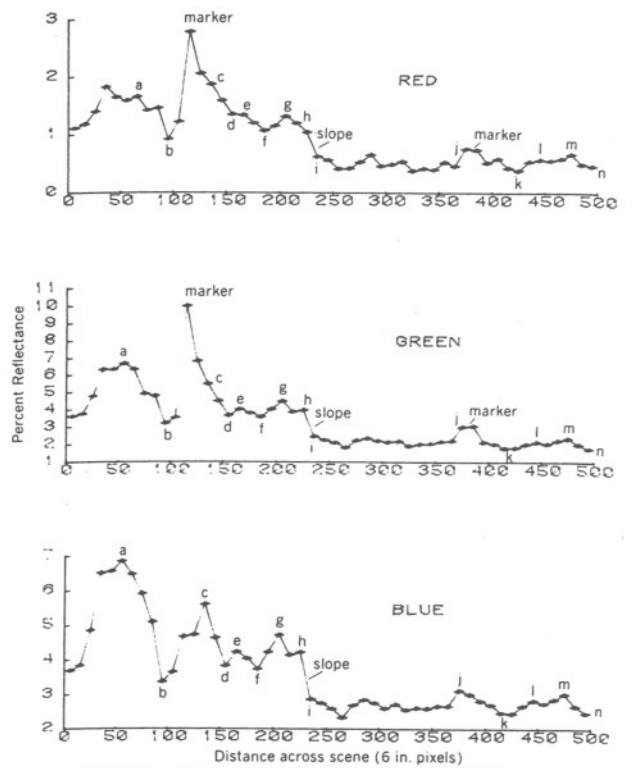 3
marker
a
c
RED
2
e
g
h
1
b
d
f
slope
i
j
marker
l
m
k
n
0
0 50 100 150 200 250 300 350 400 450 500
11
10
marker
9
8
GREEN
7
a
6
c
5
g
4
e
h
3
b
d
f
slope
j
marker
2
i
l
m
1
k
n
0 50 100 150 200 250 300 350 400 450 500
Percent Reflectance
7
a
6
c
BLUE
5
g
4
e
h
b
d
f
slope
3
i
j
l
m
2
k
n
0 50 100 150 200 250 300 350 400 450 500
Distance across scene (6 in. pixels)